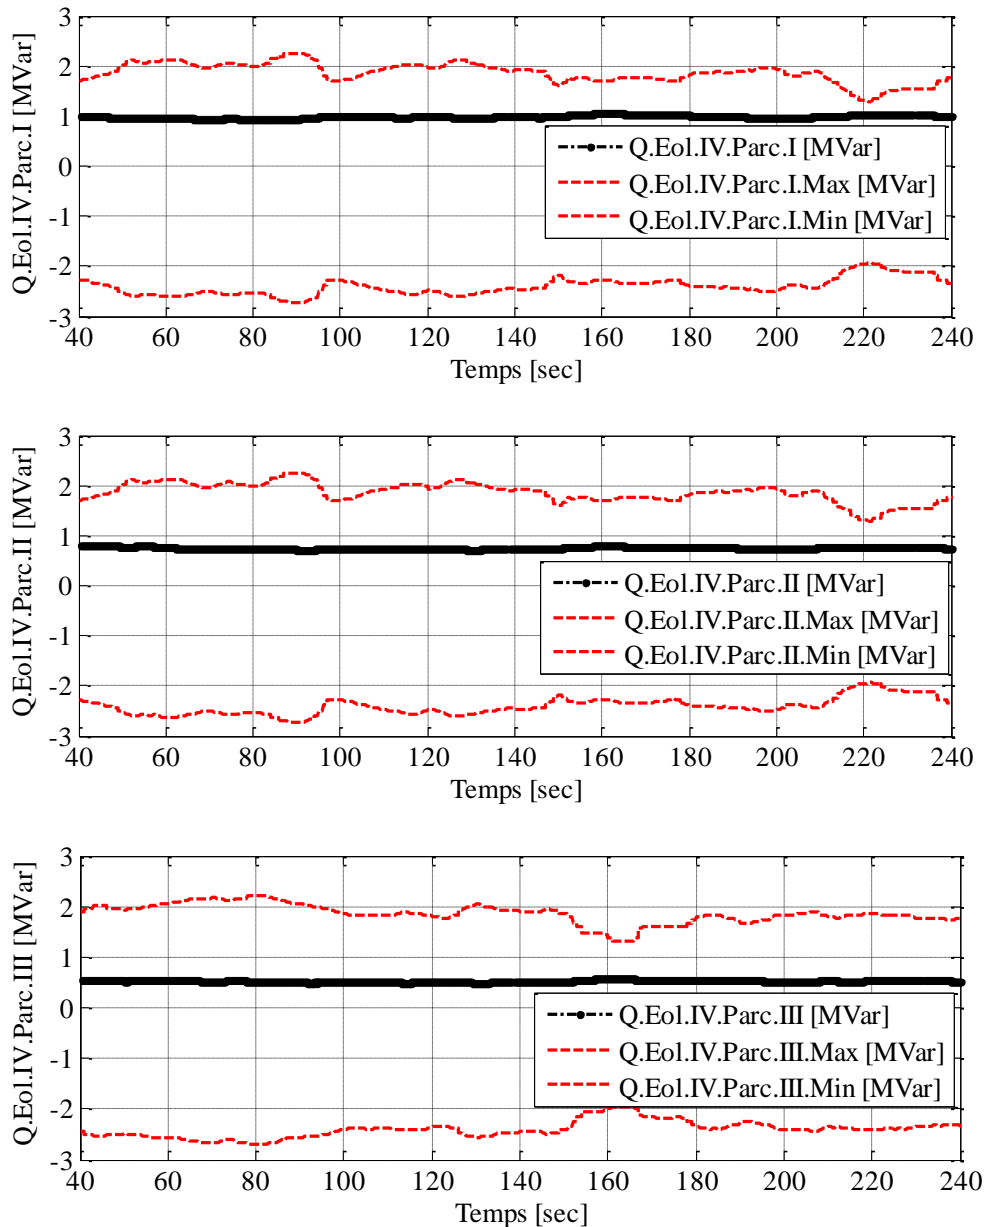 Q.Eol.IV.Parc.I [MVar]
3
2
1
0
-1
-2
-3
Q.Eol.IV.Parc.I [MVar]
Q.Eol.IV.Parc.I.Max [MVar]
Q.Eol.IV.Parc.I.Min [MVar]
40 60 80 100 120 140 160 180 200 220 240
Temps [sec]
Q.Eol.IV.Parc.II [MVar]
3
2
1
0
-1
-2
-3
Q.Eol.IV.Parc.II [MVar]
Q.Eol.IV.Parc.II.Max [MVar]
Q.Eol.IV.Parc.II.Min [MVar]
40 60 80 100 120 140 160 180 200 220 240
Temps [sec]
Q.Eol.IV.Parc.III [MVar]
3
2
1
0
-1
-2
-3
Q.Eol.IV.Parc.III [MVar]
Q.Eol.IV.Parc.III.Max [MVar]
Q.Eol.IV.Parc.III.Min [MVar]
40 60 80 100 120 140 160 180 200 220 240
Temps [sec]